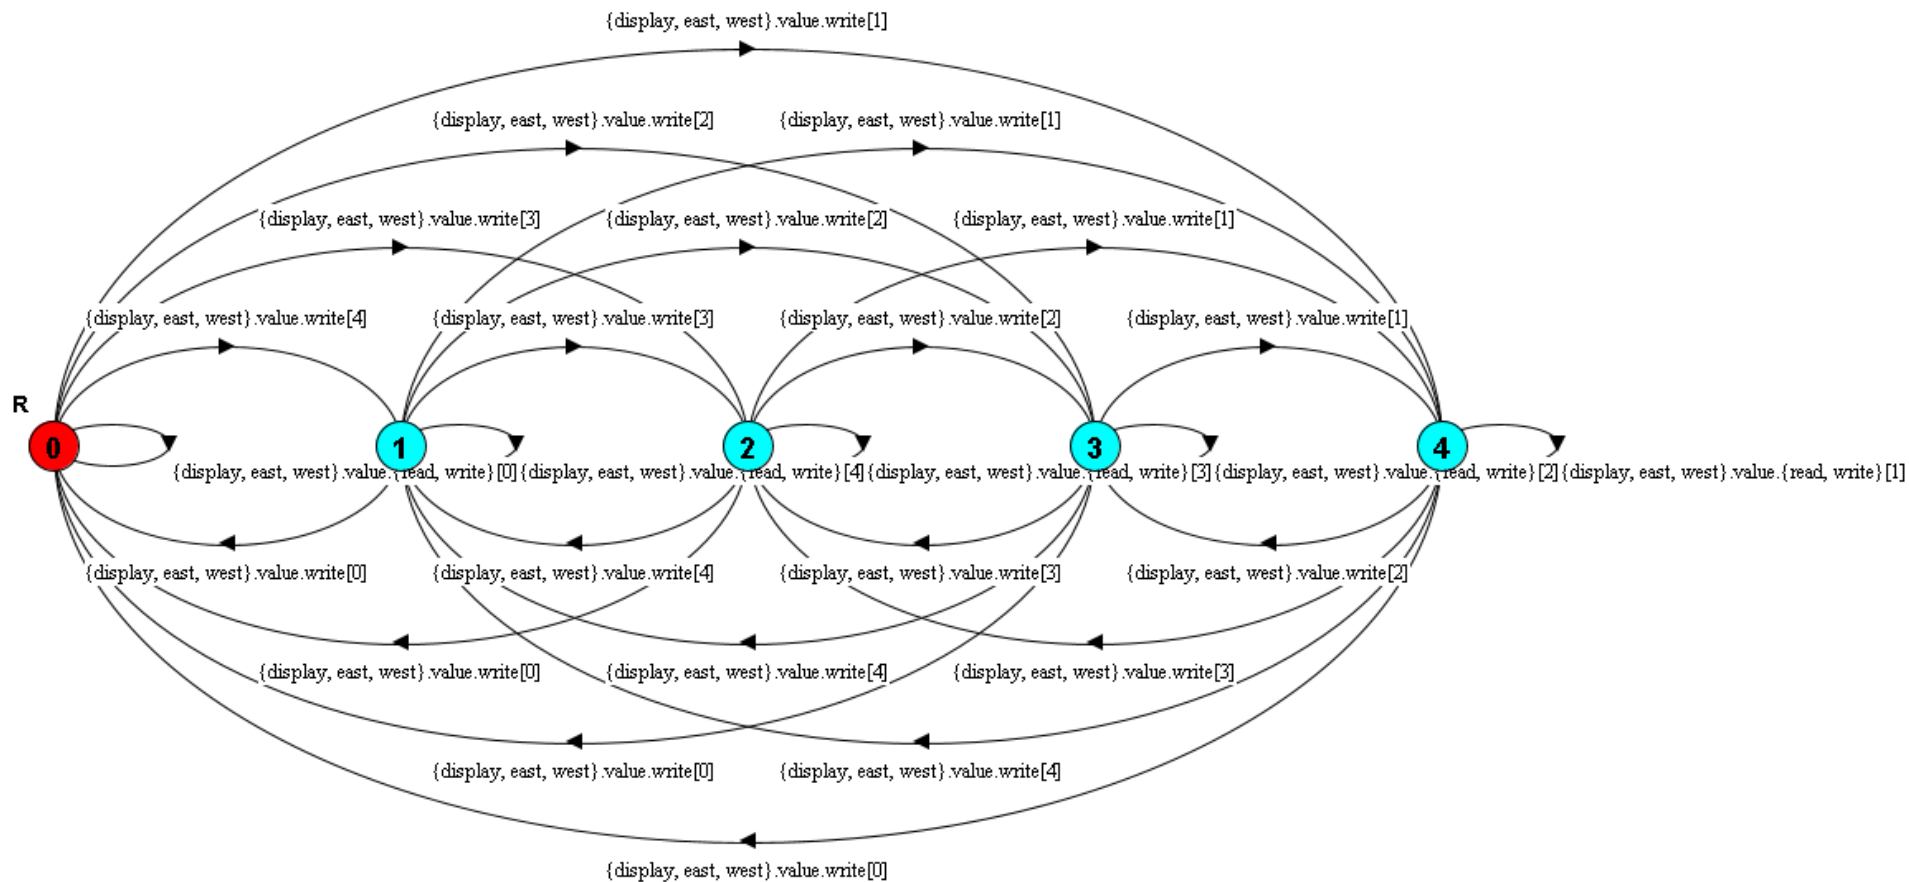 {display, east, west}.value.write[1]
{display, east, west}.value.write[2] {display, east, west}.value.write[1]
{display, east, west}.value.write[3] {display, east, west}.value.write[2] {display, east, west}.value.write[1]
{display, east, west}.value.write[4] {display, east, west}.value.write[3] {display, east, west}.value.write[2] {display, east, west}.value.write[1]
R
0 1 2 3 4
{display, east, west}.value.{read, write}[0] {display, east, west}.value.{read, write}[4] {display, east, west}.value.{read, write}[3] {display, east, west}.value.{read, write}[2] {display, east, west}.value.{read, write}[1]
{display, east, west}.value.write[0] {display, east, west}.value.write[4] {display, east, west}.value.write[3] {display, east, west}.value.write[2]
{display, east, west}.value.write[0] {display, east, west}.value.write[4] {display, east, west}.value.write[3]
{display, east, west}.value.write[0] {display, east, west}.value.write[4]
{display, east, west}.value.write[0]